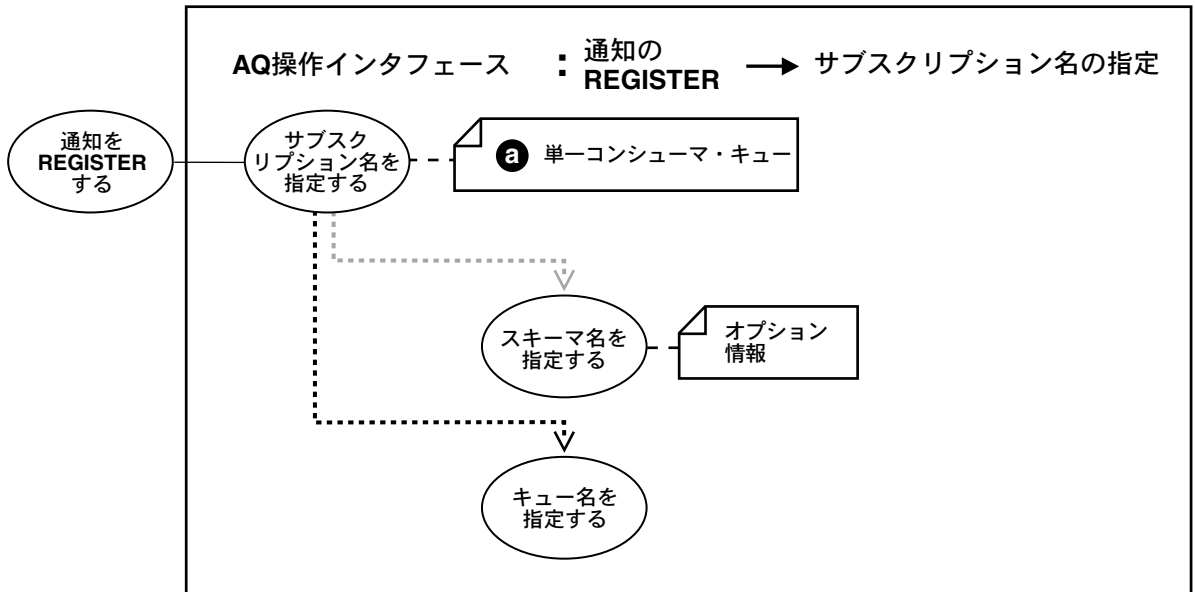 AQ操作インタフェース : 通知の REGISTER → サブスクリプション名の指定
通知を
REGISTER
する
サブスク
リプション名を
指定する
a 単一コンシューマ・キュー
スキーマ名を
指定する
オプション
情報
キュー名を
指定する